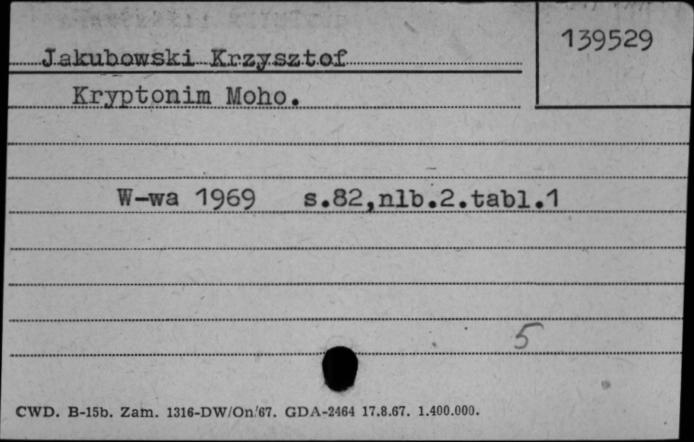 139529
Jakubowski Krzysztof
Kryptonim Moho.
W-wa 1969 s.82,nlb.2.tabl.1
5
CWD. B-15b. Zam. 1316-DW/On/67. GDA-2464 17.8.67. 1.400.000.